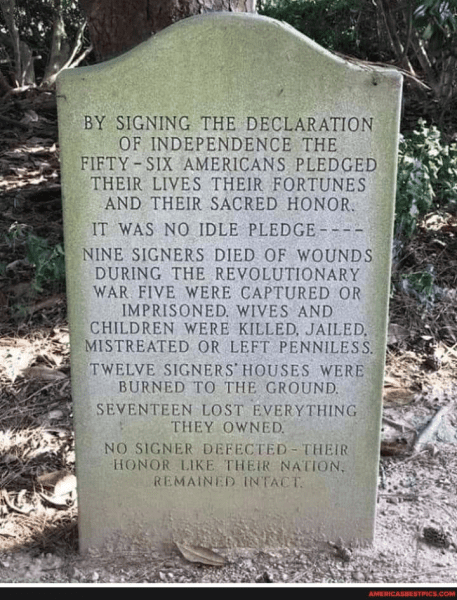 BY SIGNING THE DECLARATION
OF INDEPENDENCE THE
FIFTY-SIX AMERICANS PLEDGED
THEIR LIVES THEIR FORTUNES
AND THEIR SACRED HONOR.
IT WAS NO IDLE PLEDGE----
NINE SIGNERS DIED OF WOUNDS
DURING THE REVOLUTIONARY
WAR FIVE WERE CAPTURED OR
IMPRISONED. WIVES AND
CHILDREN WERE KILLED, JAILED,
MISTREATED OR LEFT PENNILESS.
TWELVE SIGNERS' HOUSES WERE
BURNED TO THE GROUND.
SEVENTEEN LOST EVERYTHING
THEY OWNED.
NO SIGNER DEFECTED-THEIR
HONOR LIKE THEIR NATION,
REMAINED INTACT.
AMERICASBESTPICS.COM